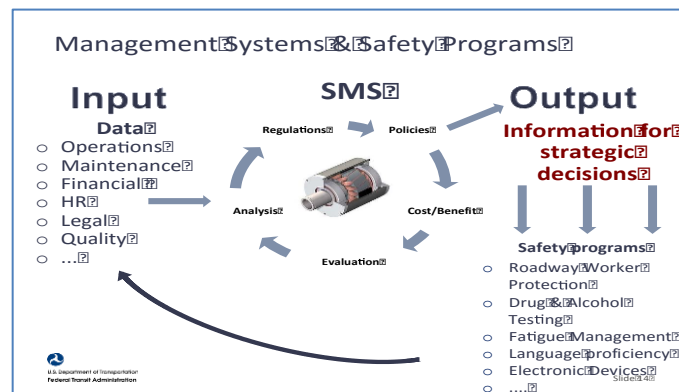 Management⍰Systems⍰&⍰Safety⍰Programs⍰
Input
Data⍰
o Operations⍰
o Maintenance⍰
o Financial⍰
o HR⍰
o Legal⍰
o Quality⍰
o ...⍰
SMS⍰
Regulations⍰
Policies⍰
Analysis⍰
Cost/Benefit⍰
Evaluation⍰
Output
Information⍰for⍰
strategic⍰
decisions⍰
Safety⍰programs⍰
o Roadway⍰Worker⍰
Protection⍰
o Drug⍰&⍰Alcohol⍰
Testing⍰
o Fatigue⍰Management⍰
o Language⍰proficiency⍰
o Electronic⍰Devices⍰
o ....⍰
U.S. Department of Transportation
Federal Transit Administration
Slide⍰14⍰